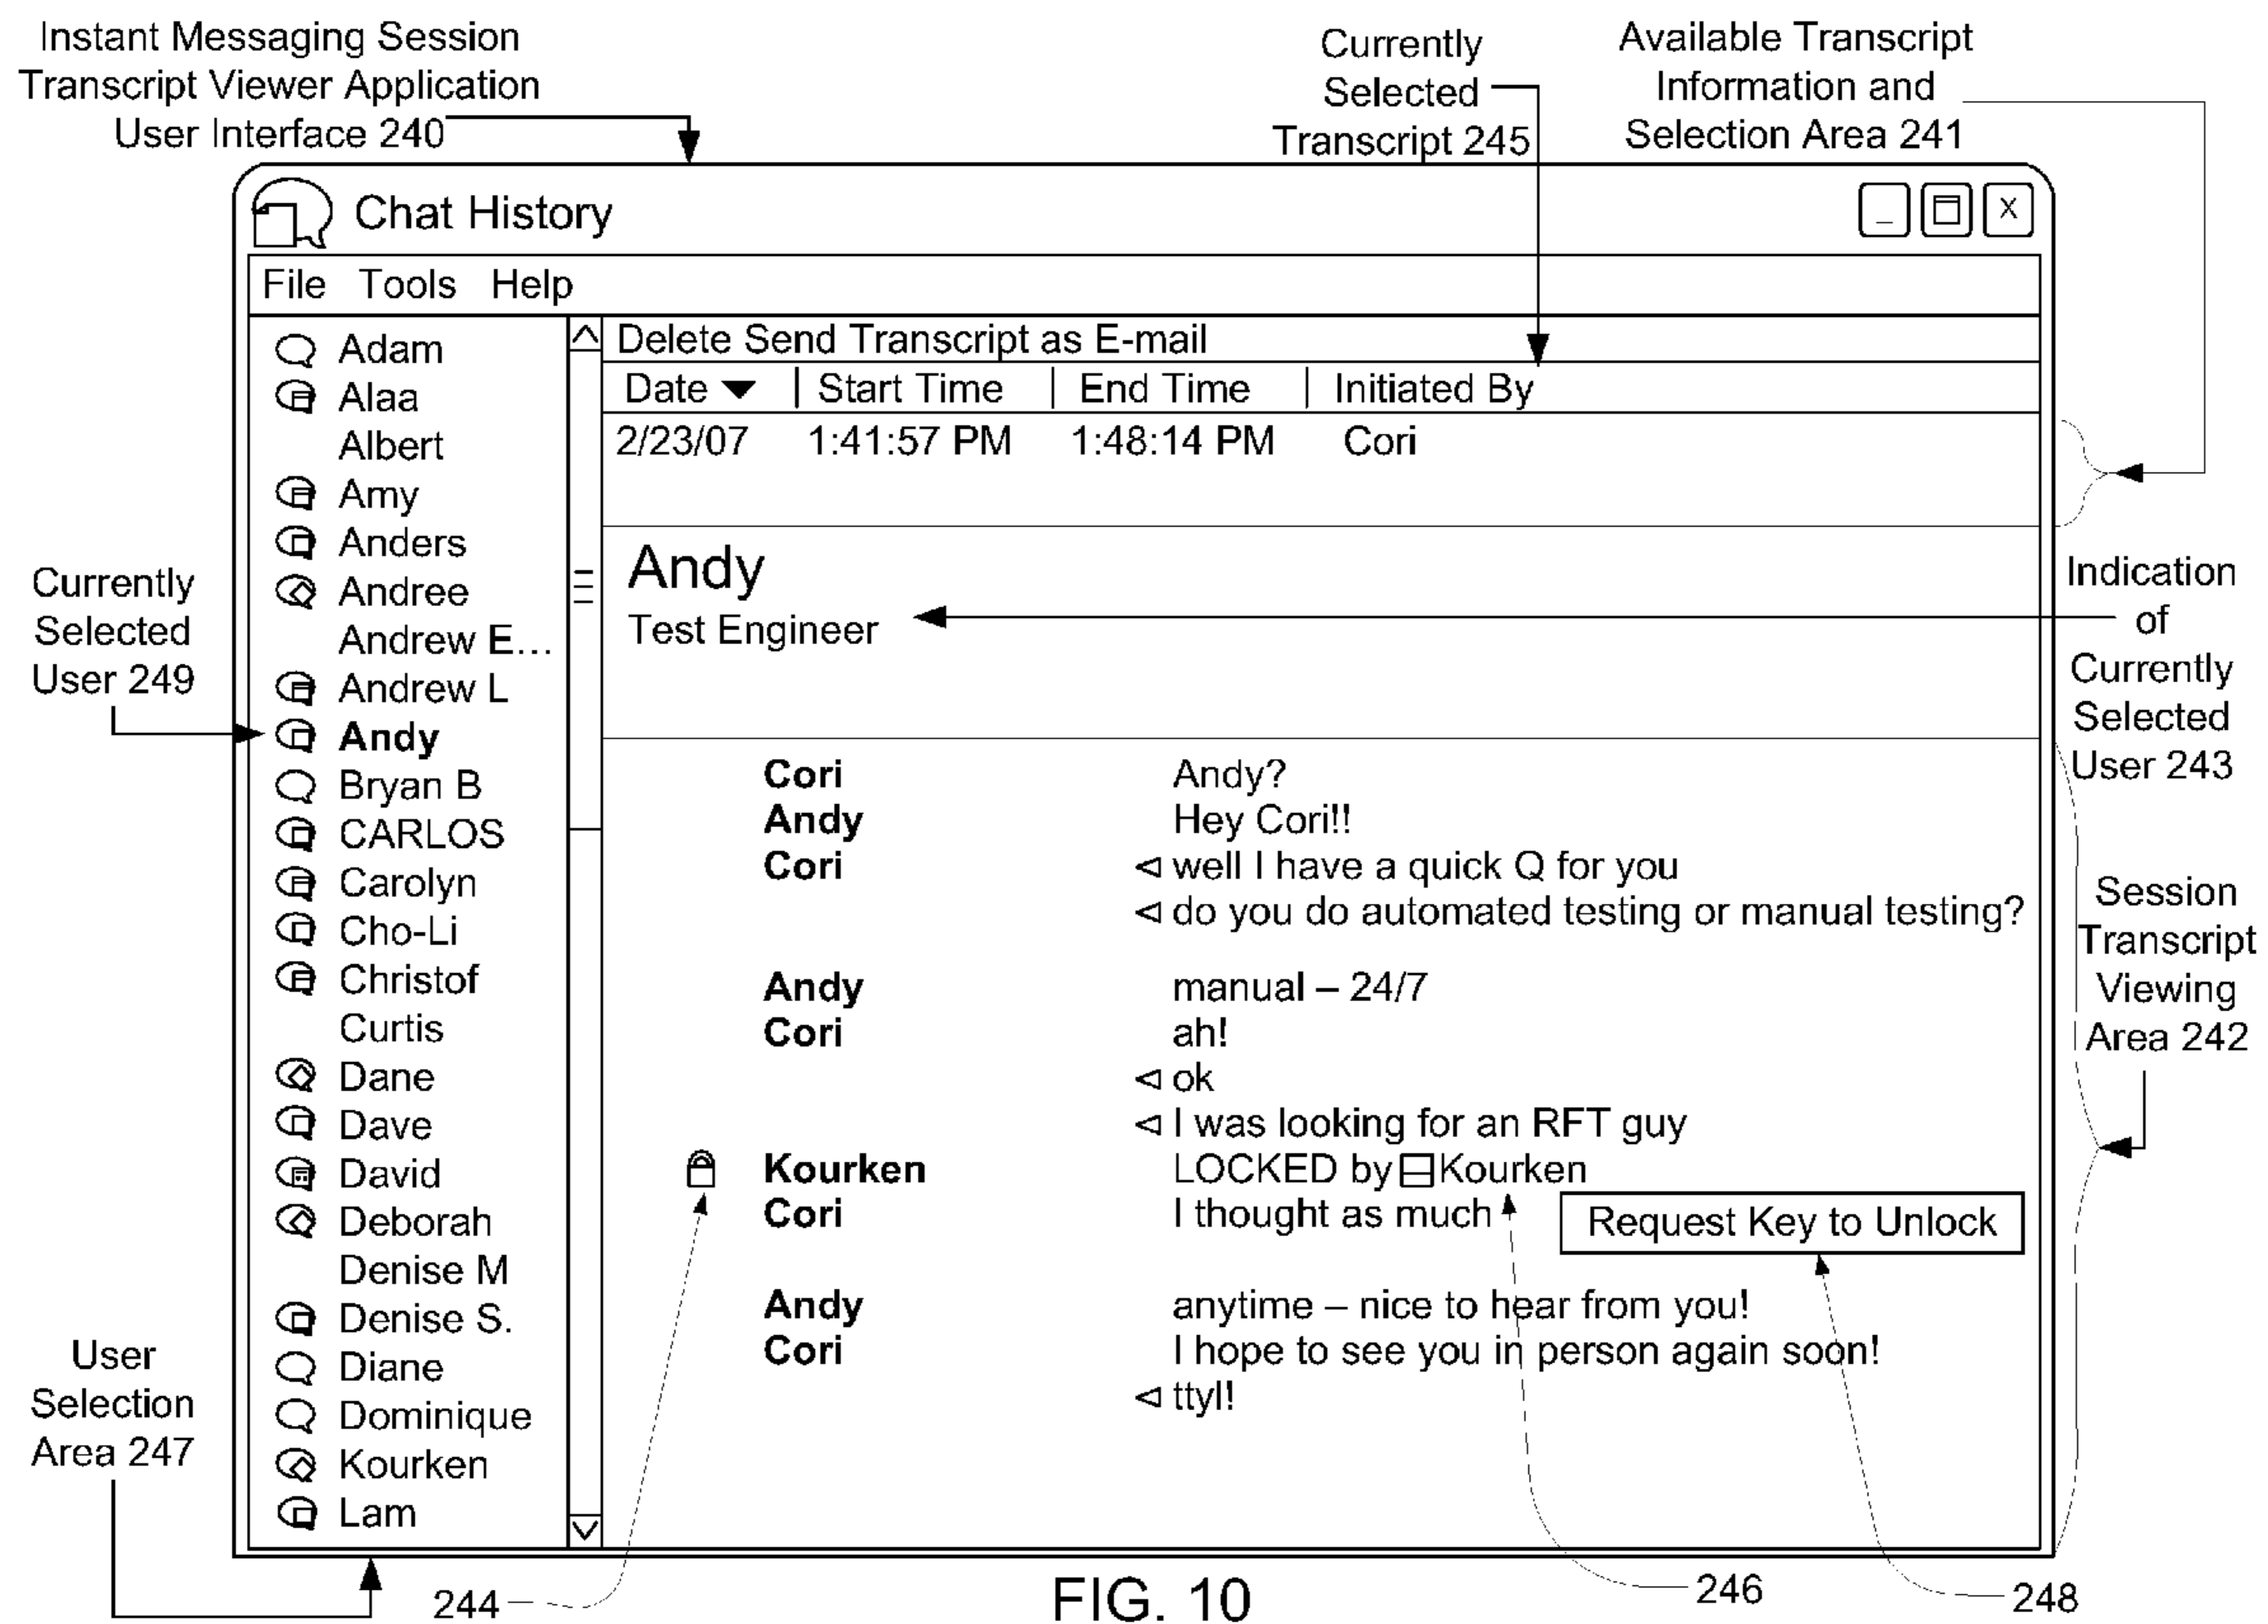 Instant Messaging Session
Transcript Viewer Application
User Interface 240
Currently
Selected
Transcript 245
Available Transcript
Information and
Selection Area 241
Chat History
_ X
File Tools Help
Adam
Alaa
Albert
Amy
Anders
Andree
Andrew E...
Andrew L
Andy
Bryan B
CARLOS
Carolyn
Cho-Li
Christof
Curtis
Dane
Dave
David
Deborah
Denise M
Denise S.
Diane
Dominique
Kourken
Lam
Delete Send Transcript as E-mail
Date | Start Time | End Time | Initiated By
2/23/07 1:41:57 PM 1:48:14 PM Cori
Andy
Test Engineer
Cori Andy?
Andy Hey Cori!!
Cori well I have a quick Q for you
do you do automated testing or manual testing?
Andy manual – 24/7
Cori ah!
ok
I was looking for an RFT guy
Kourken LOCKED by Kourken
Cori I thought as much
Request Key to Unlock
Andy anytime – nice to hear from you!
Cori I hope to see you in person again soon!
ttyl!
Currently
Selected
User 249
User
Selection
Area 247
Indication
of
Currently
Selected
User 243
Session
Transcript
Viewing
Area 242
244
246
248
FIG. 10